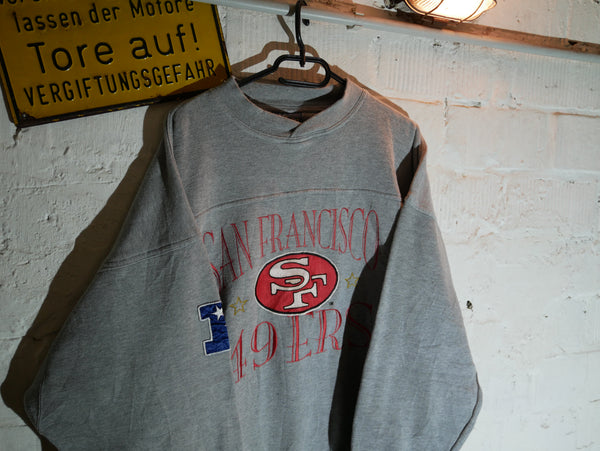 lassen der Motore
Tore auf!
VERGIFTUNGSGEFAHR
SAN FRANCISCO
SF
49ERS